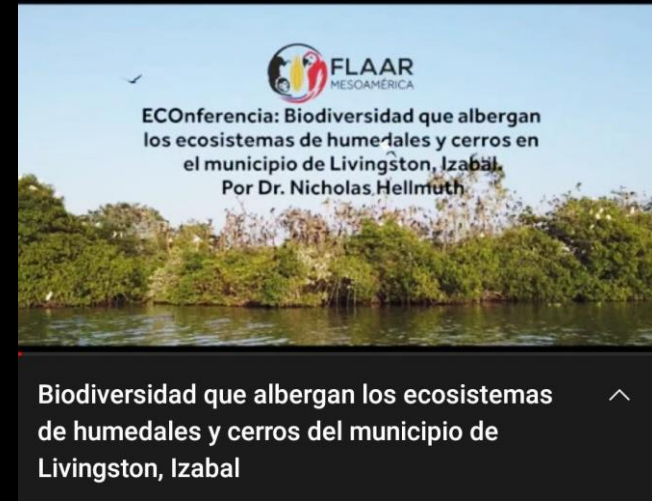 FLAAR
MESOAMÉRICA
ECOnferencia: Biodiversidad que albergan
los ecosistemas de humedales y cerros en
el municipio de Livingston, Izabal.
Por Dr. Nicholas Hellmuth
Biodiversidad que albergan los ecosistemas
de humedales y cerros del municipio de
Livingston, Izabal